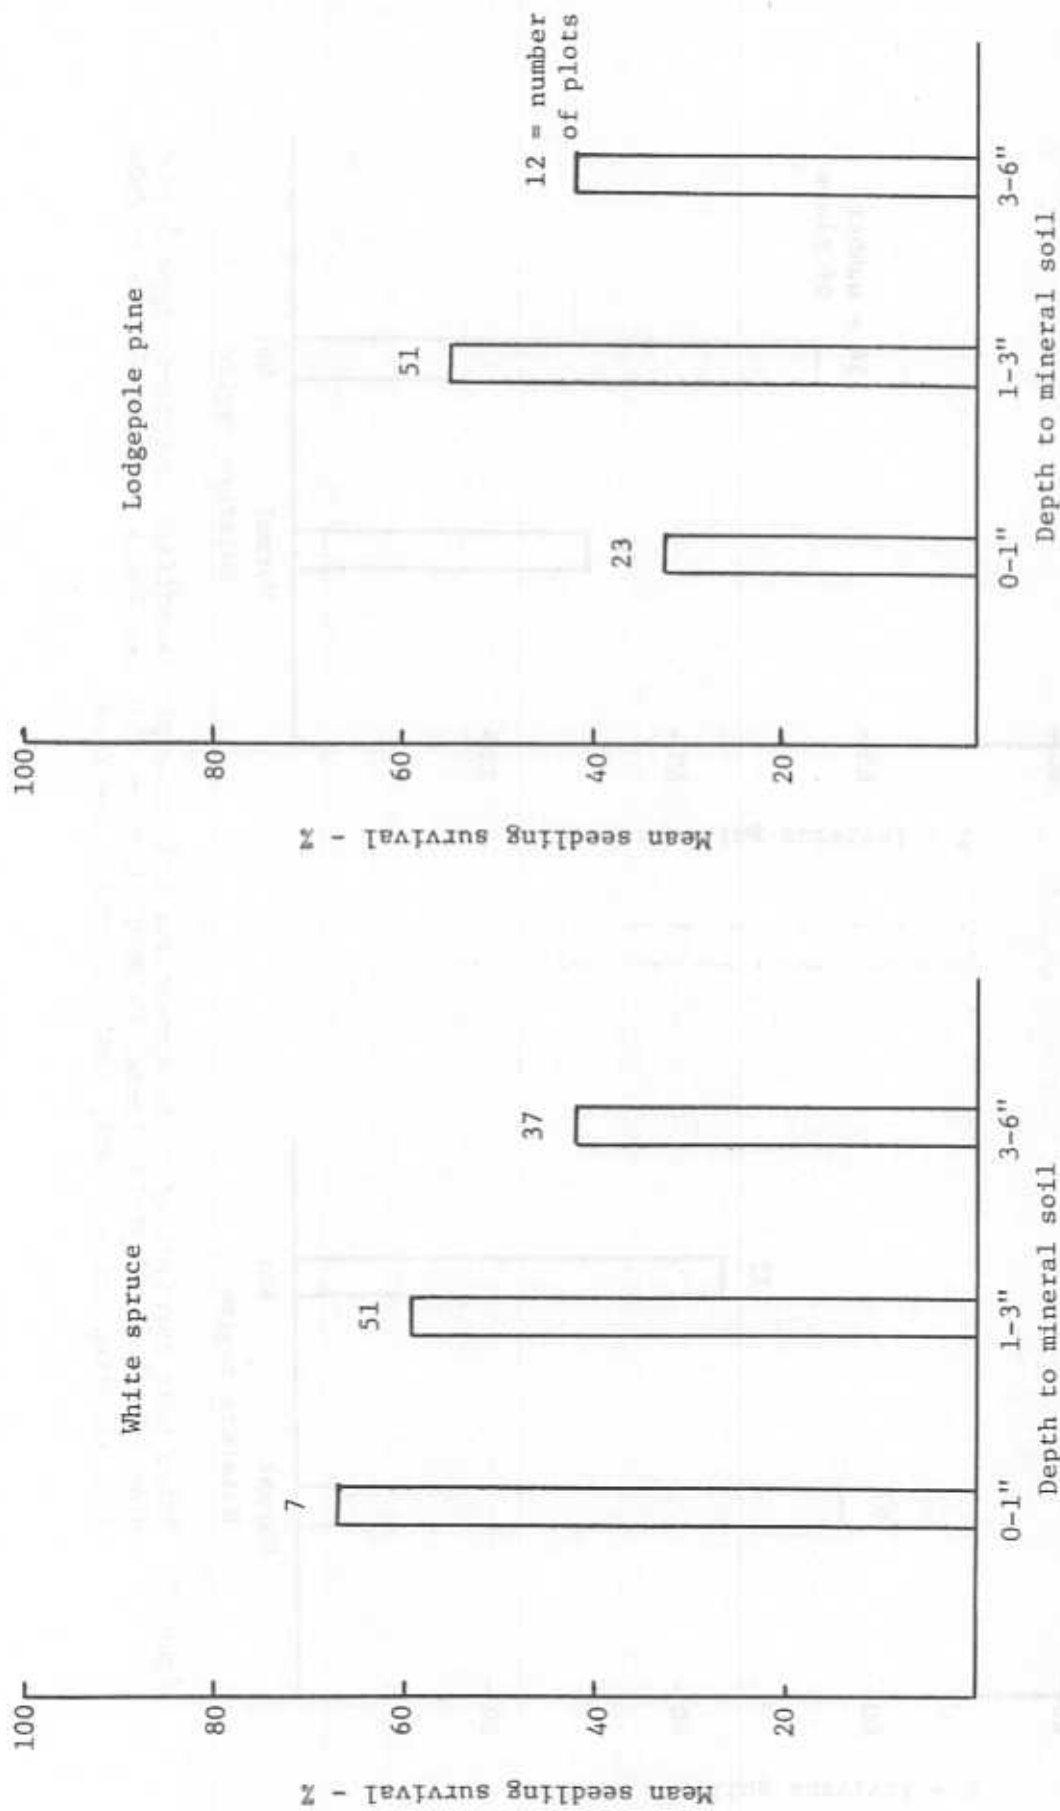 White spruce
100
80
60
40
20
Mean seedling survival - %
7
51
37
0-1"
1-3"
3-6"
Depth to mineral soil
Lodgepole pine
100
80
60
40
20
Mean seedling survival - %
23
51
12 = number
of plots
0-1"
1-3"
3-6"
Depth to mineral soil